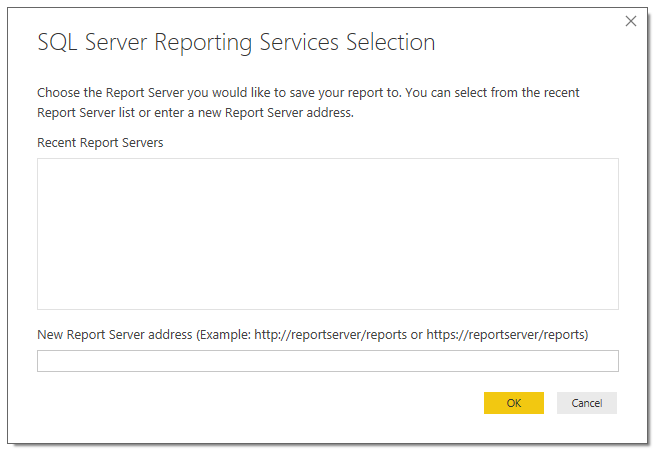 SQL Server Reporting Services Selection
Choose the Report Server you would like to save your report to. You can select from the recent
Report Server list or enter a new Report Server address.
Recent Report Servers
New Report Server address (Example: http://reportserver/reports or https://reportserver/reports)
OK Cancel